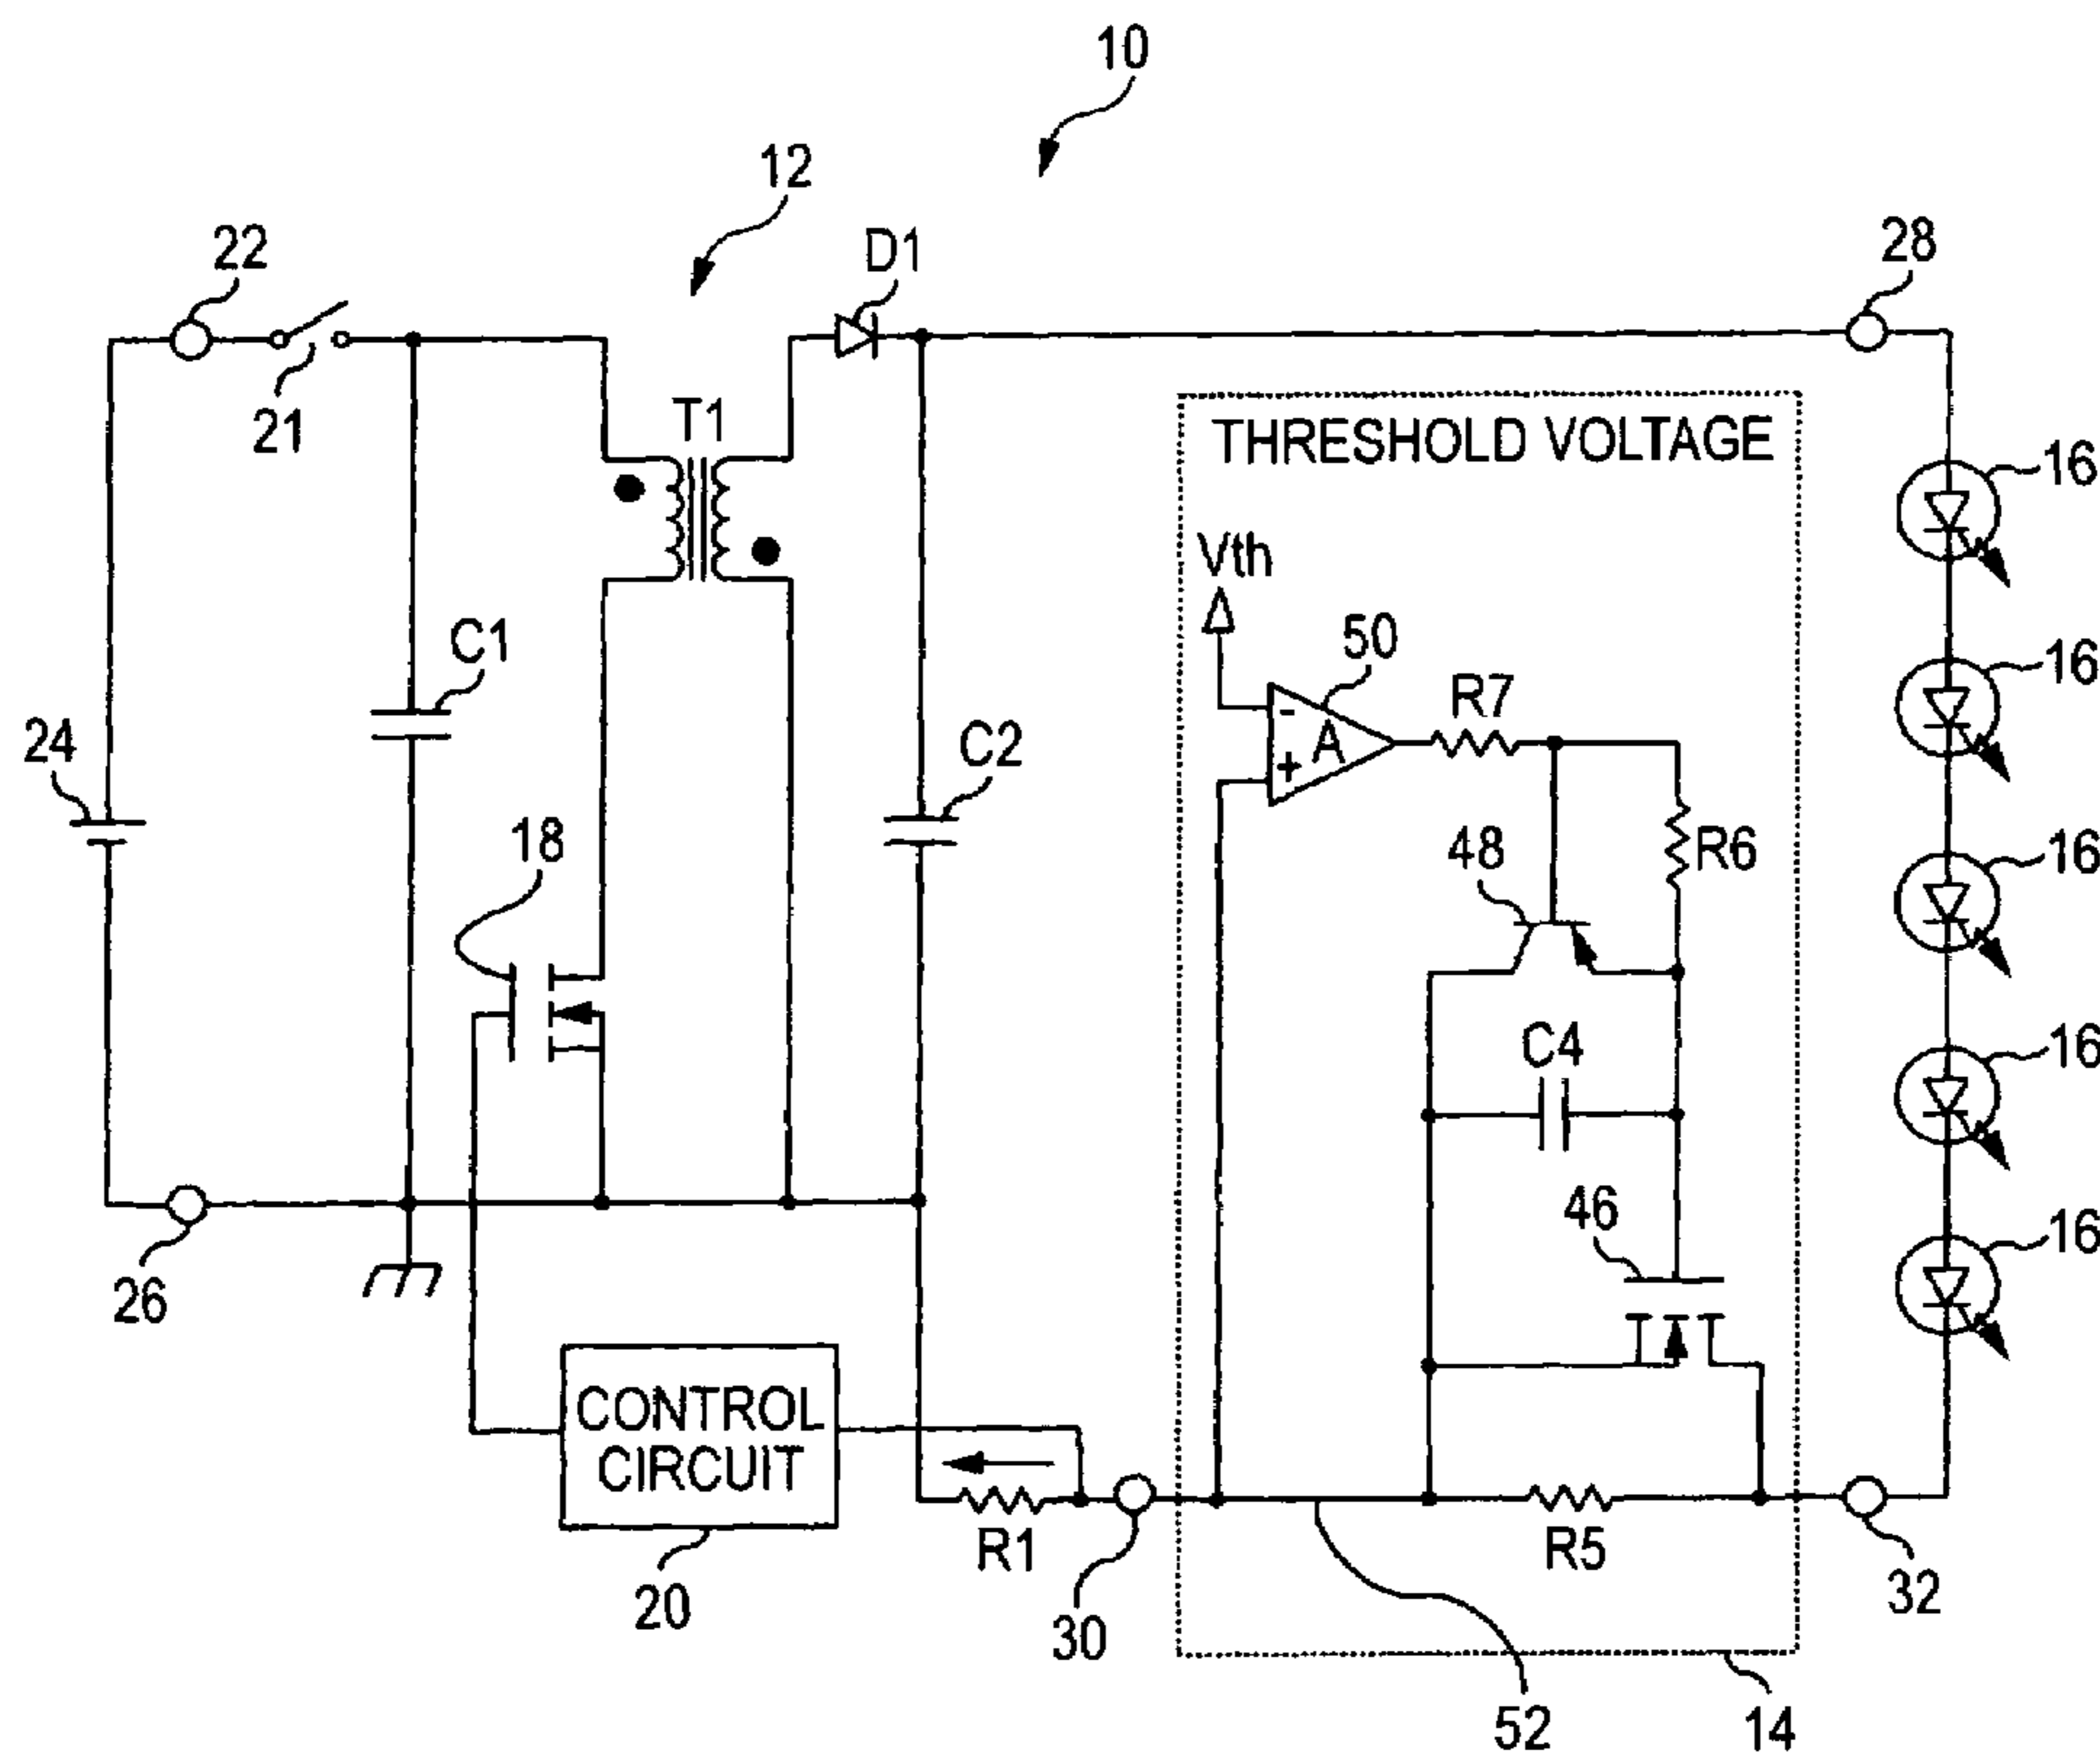 10
12
22
D1
28
21
T1
THRESHOLD VOLTAGE
16
Vth
C1
50
16
R7
24
C2
-
A
+
18
48
R6
16
C4
16
46
16
26
CONTROL
CIRCUIT
R1
R5
20
30
32
52
14